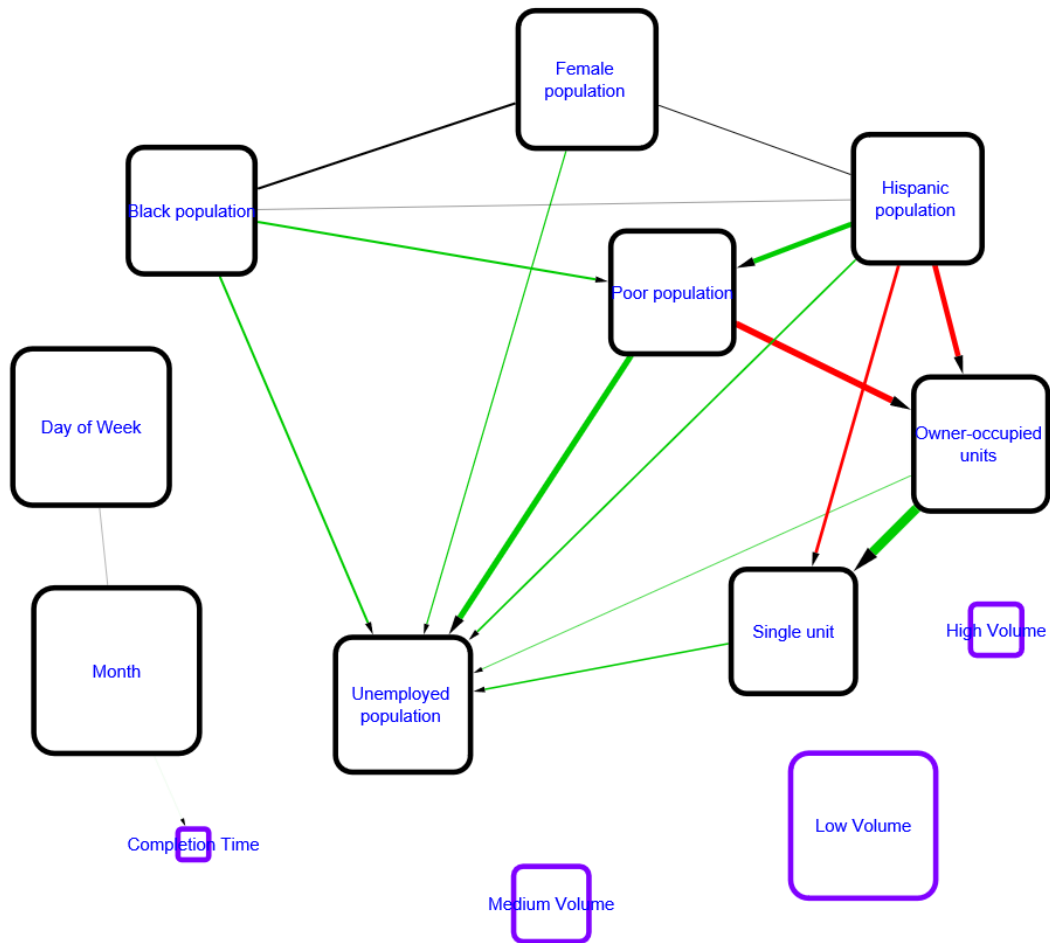 Female
population
Black population
Hispanic
population
Poor population
Day of Week
Owner-occupied
units
Single unit
High Volume
Month
Unemployed
population
Low Volume
Completion Time
Medium Volume